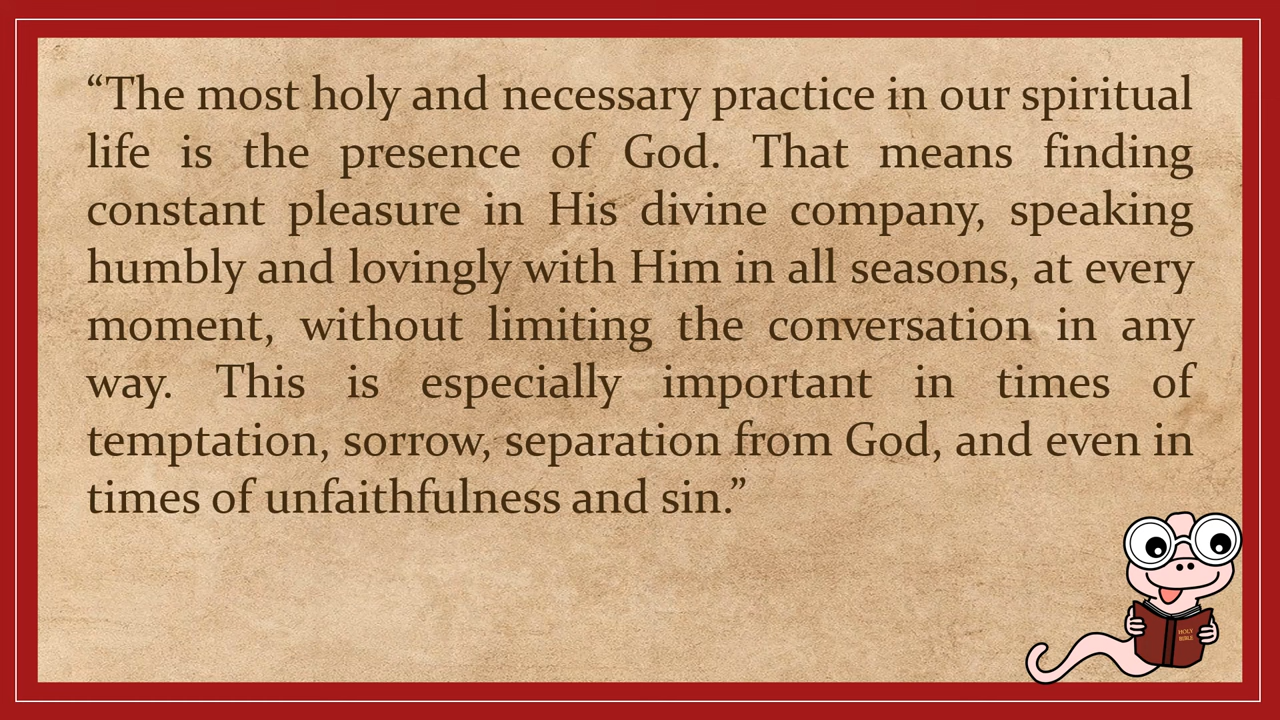 “The most holy and necessary practice in our spiritual
life is the presence of God. That means finding
constant pleasure in His divine company, speaking
humbly and lovingly with Him in all seasons, at every
moment, without limiting the conversation in any
way. This is especially important in times of
temptation, sorrow, separation from God, and even in
times of unfaithfulness and sin.”
HOLY
BIBLE